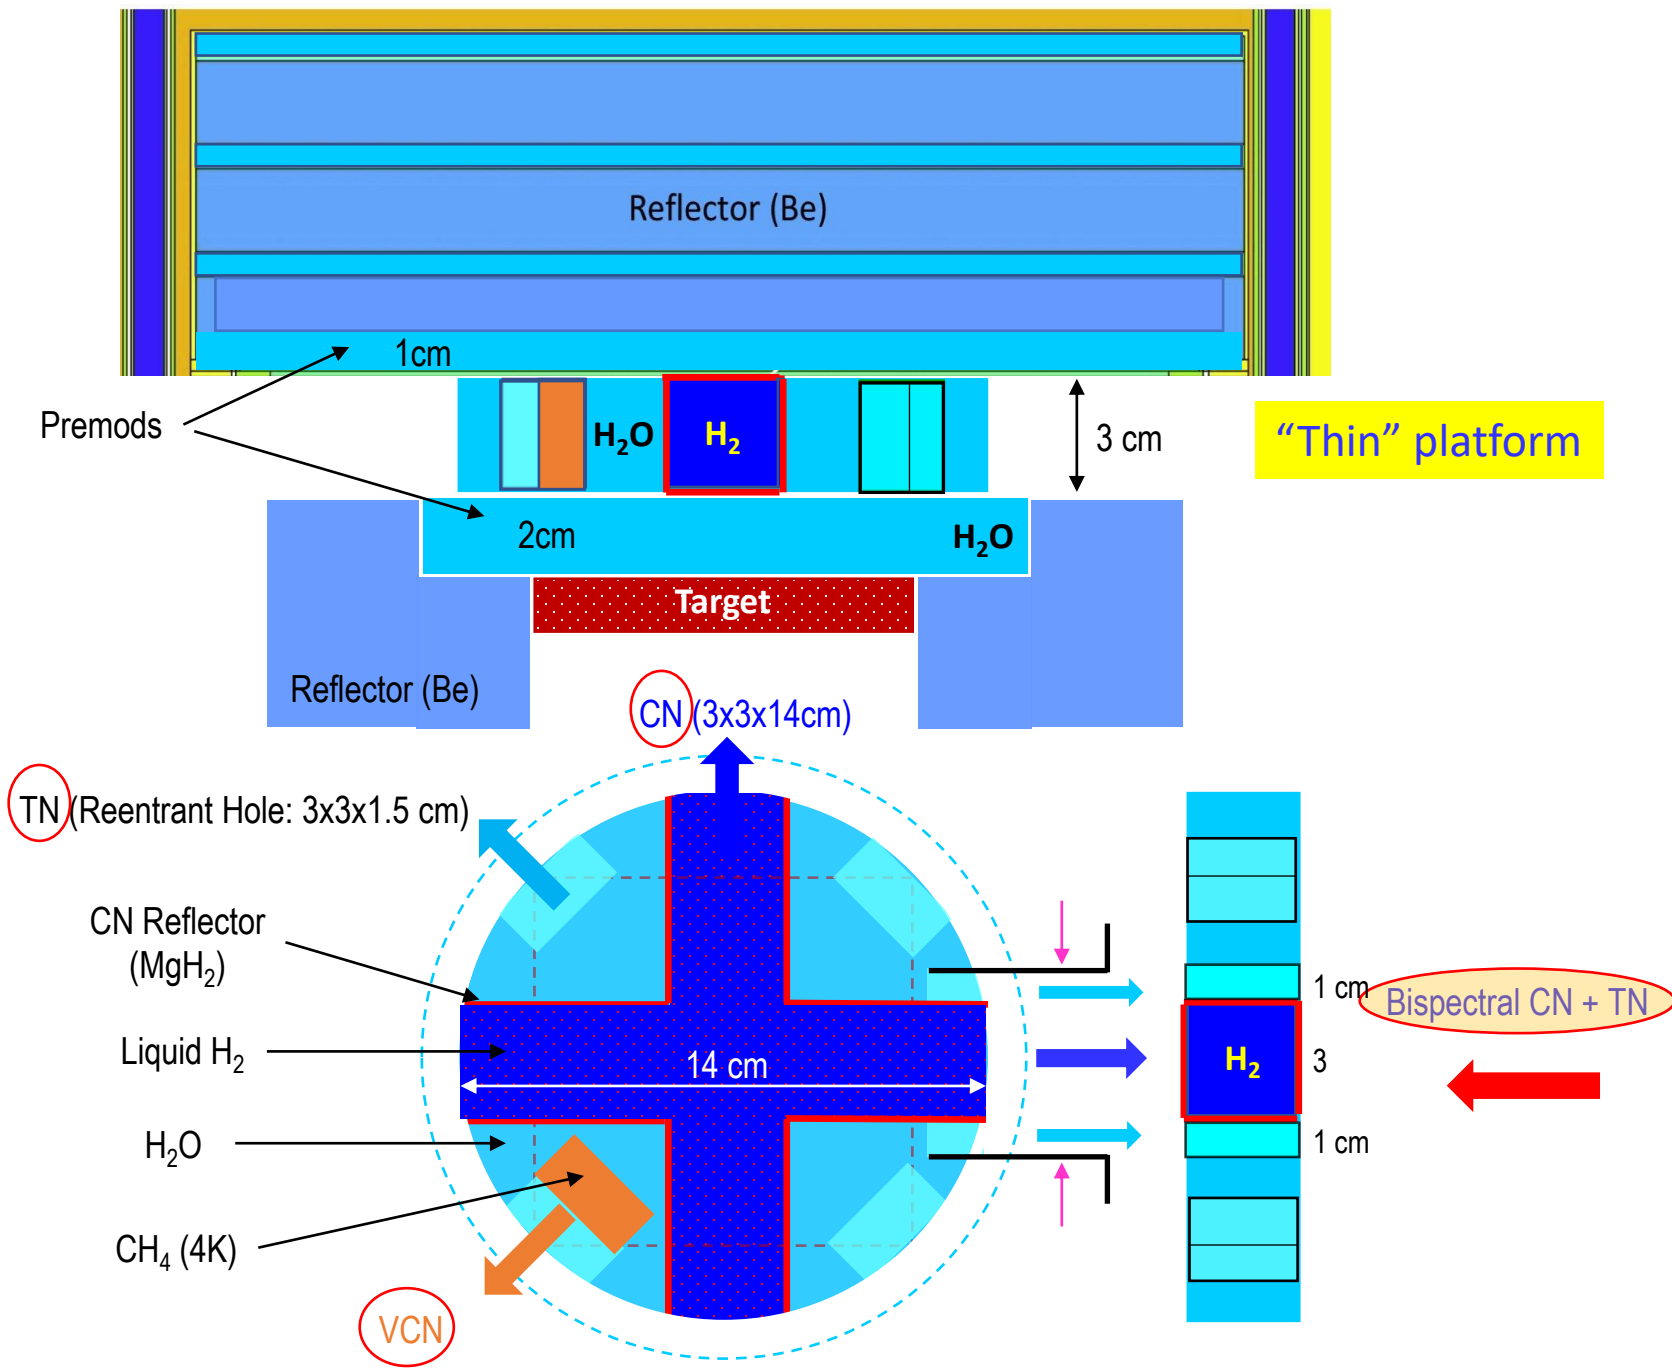 Reflector (Be)
1cm
Premods
H₂O
H₂
3 cm
“Thin” platform
2cm
H₂O
Target
Reflector (Be)
CN (3x3x14cm)
TN (Reentrant Hole: 3x3x1.5 cm)
CN Reflector
(MgH₂)
1 cm
Bispectral CN + TN
Liquid H₂
14 cm
H₂
3
H₂O
1 cm
CH₄ (4K)
VCN